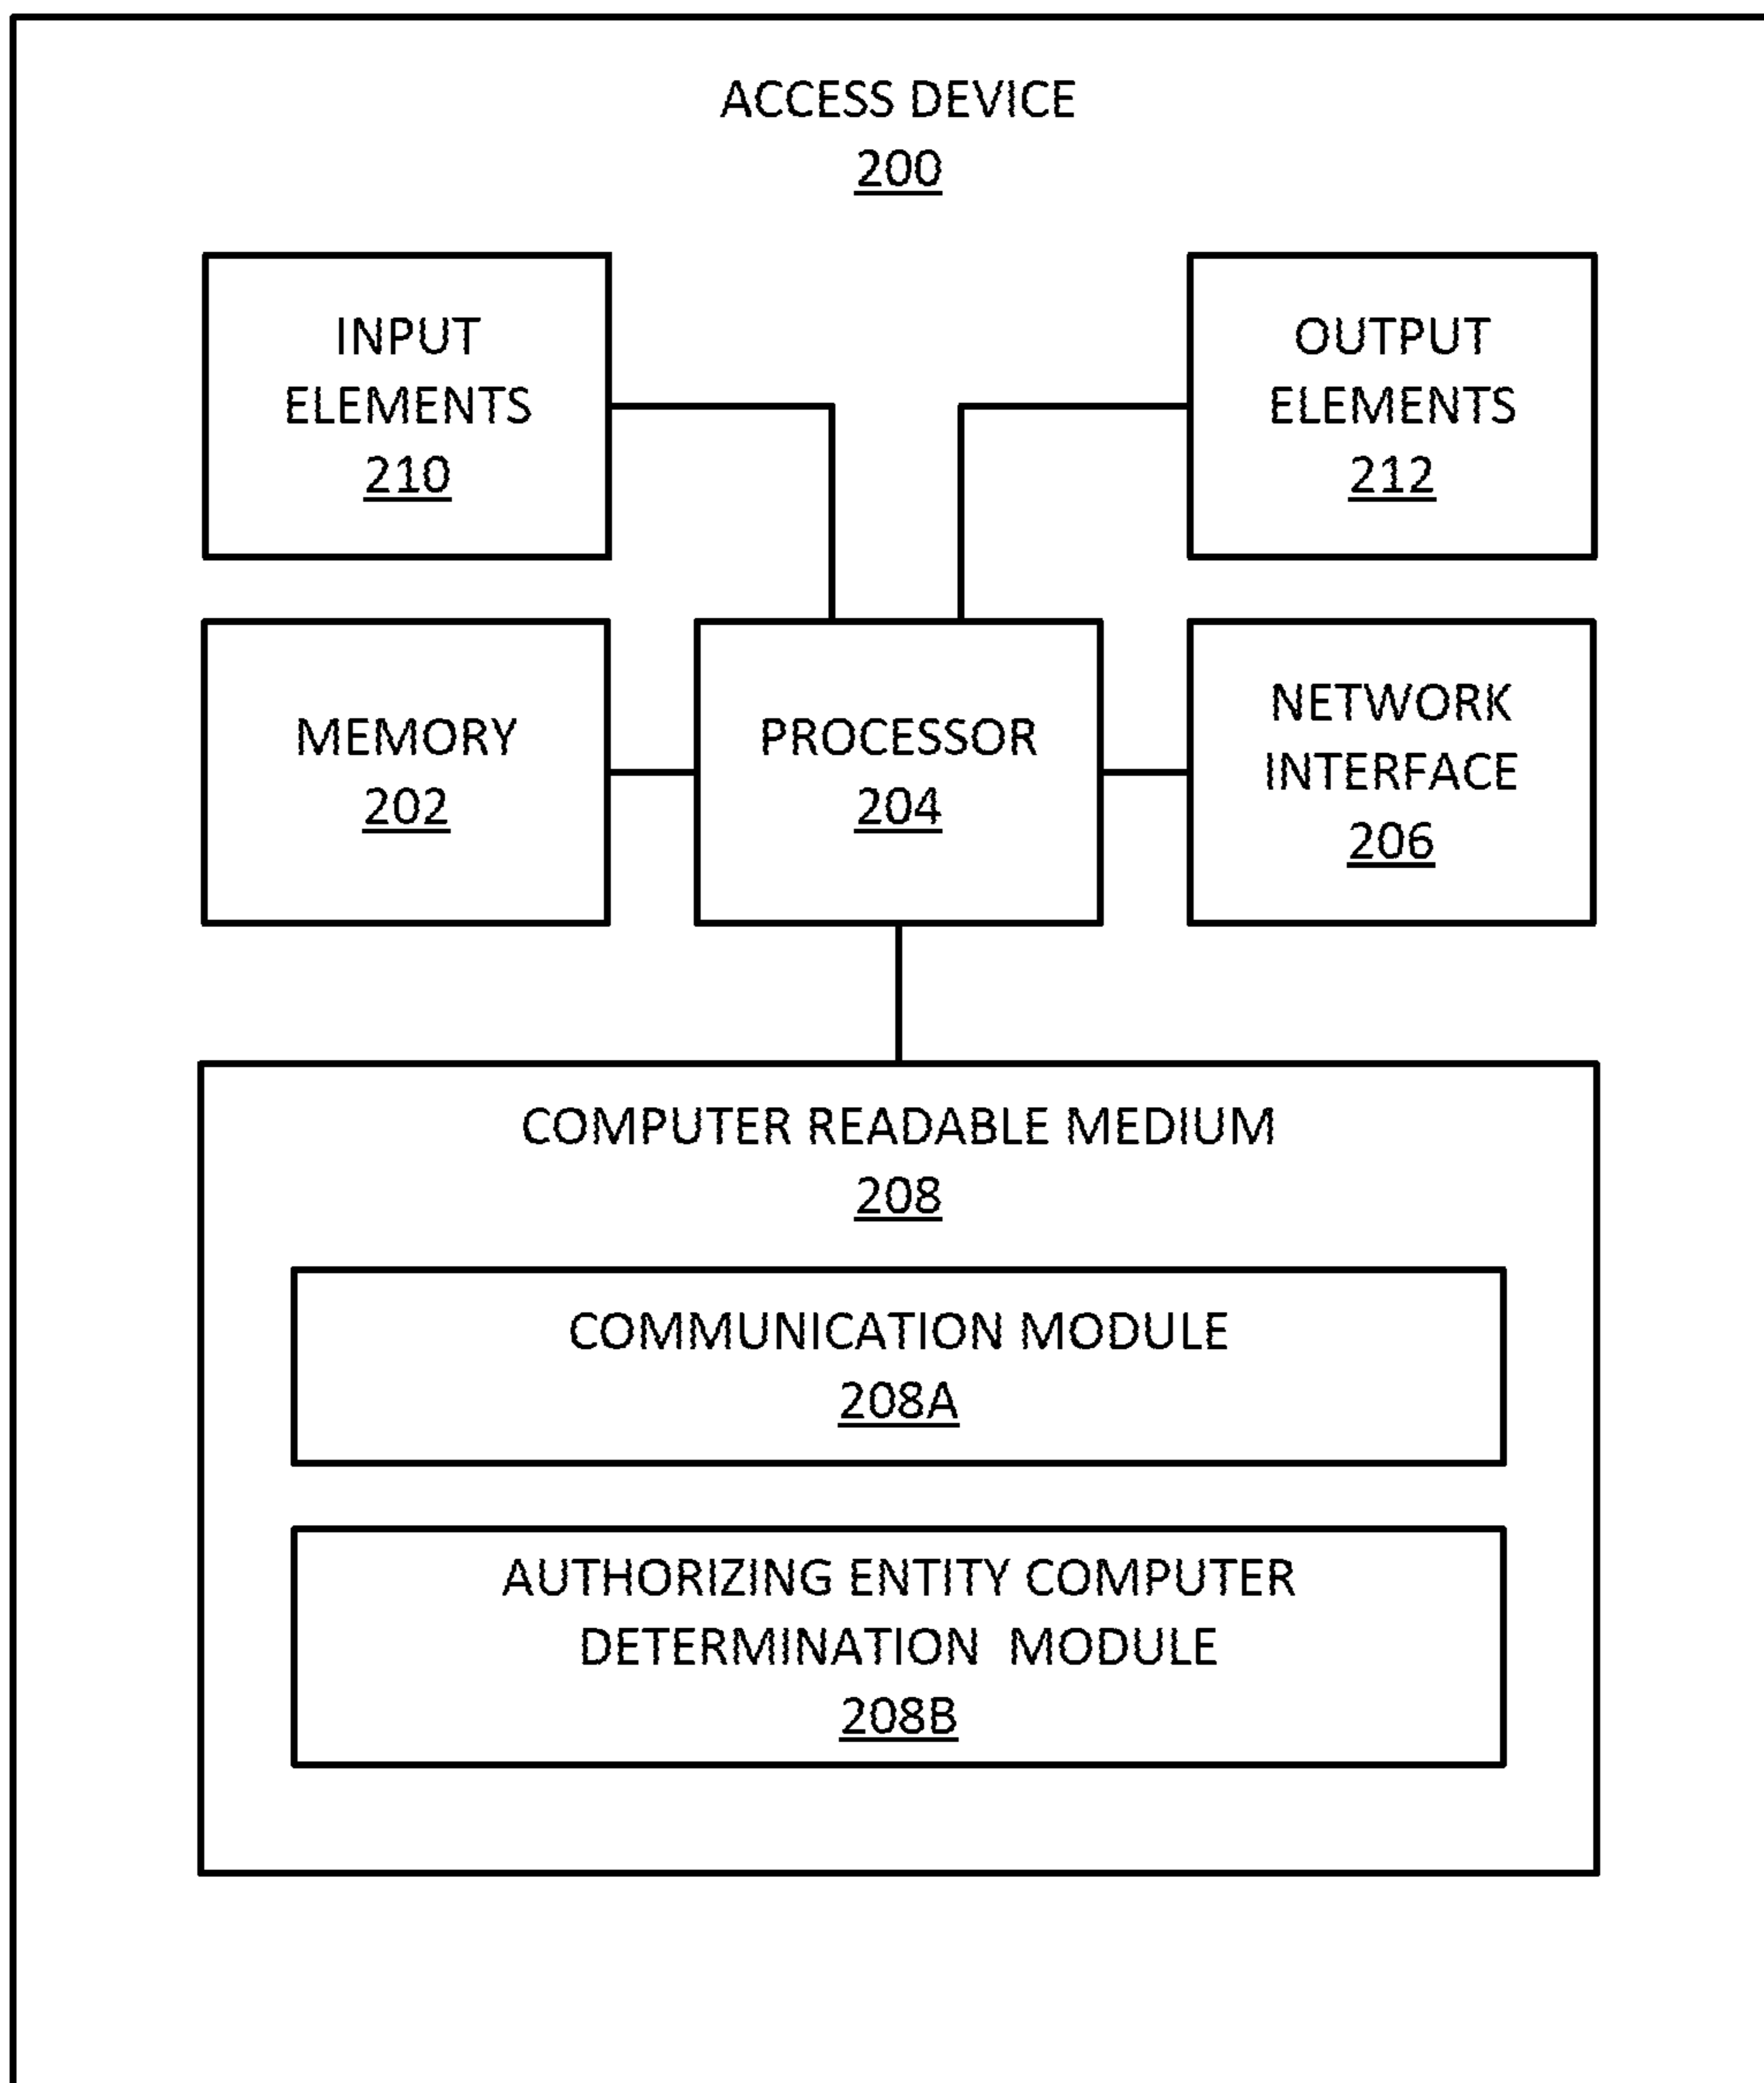 ACCESS DEVICE
200
INPUT
ELEMENTS
210
OUTPUT
ELEMENTS
212
MEMORY
202
PROCESSOR
204
NETWORK
INTERFACE
206
COMPUTER READABLE MEDIUM
208
COMMUNICATION MODULE
208A
AUTHORIZING ENTITY COMPUTER
DETERMINATION MODULE
208B